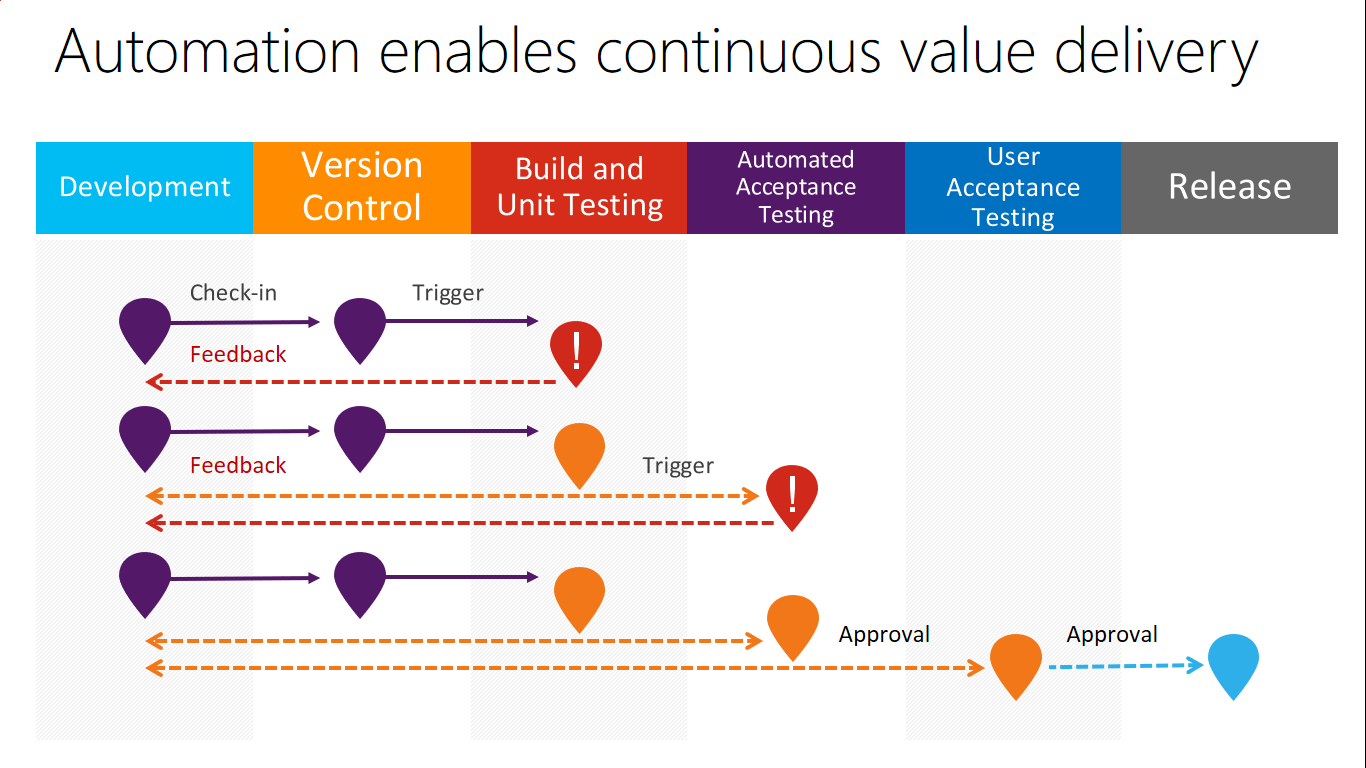 Automation enables continuous value delivery
Development
Version
Control
Build and
Unit Testing
Automated
Acceptance
Testing
User
Acceptance
Testing
Release
Check-in
Trigger
!
Feedback
Feedback
Trigger
!
Approval
Approval